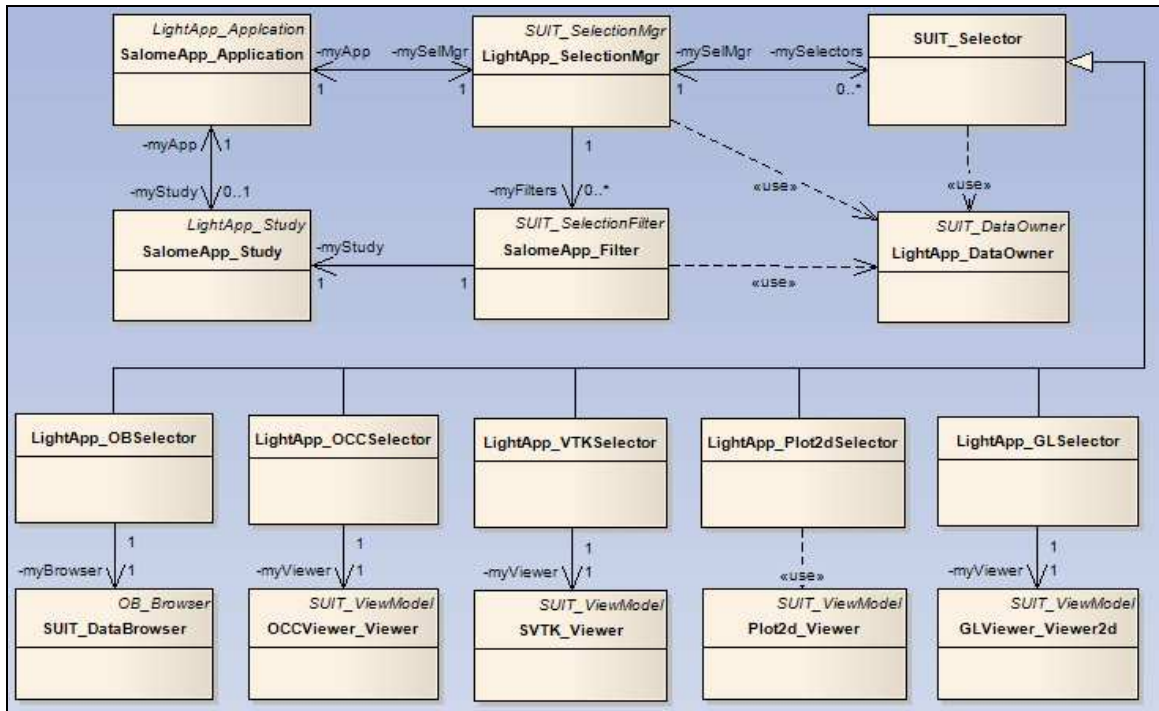 LightApp_Applcation
SalomeApp_Application
-myApp
-mySelMgr
1
1
SUIT_SelectionMgr
LightApp_SelectionMgr
-mySelMgr
-mySelectors
1
0..*
SUIT_Selector
-myApp
1
-myStudy
0..1
1
-myFilters
0..*
«use»
«use»
LightApp_Study
SalomeApp_Study
-myStudy
1
1
SUIT_SelectionFilter
SalomeApp_Filter
«use»
SUIT_DataOwner
LightApp_DataOwner
LightApp_OBSelector
LightApp_OCCSelector
LightApp_VTKSelector
LightApp_Plot2dSelector
LightApp_GLSelector
1
-myBrowser
1
1
-myViewer
1
1
-myViewer
1
«use»
1
-myViewer
1
OB_Browser
SUIT_DataBrowser
SUIT_ViewModel
OCCViewer_Viewer
SUIT_ViewModel
SVTK_Viewer
SUIT_ViewModel
Plot2d_Viewer
SUIT_ViewModel
GLViewer_Viewer2d